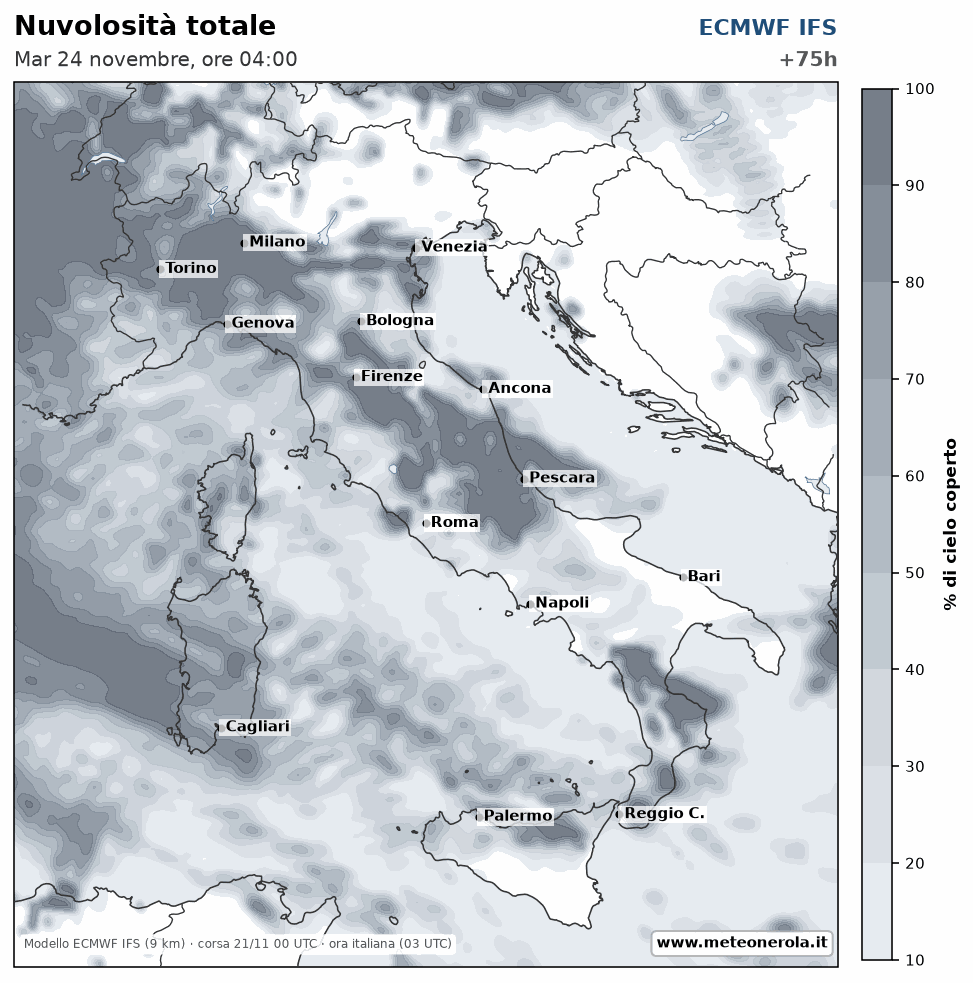 Nuvolosità totale
ECMWF IFS
Mar 24 novembre, ore 04:00
+75h
100
90
80
70
60
50
40
30
20
10
% di cielo coperto
Milano
Venezia
Torino
Genova
Bologna
Firenze
Ancona
Pescara
Roma
Bari
Napoli
Cagliari
Palermo
Reggio C.
Modello ECMWF IFS (9 km) · corsa 21/11 00 UTC · ora italiana (03 UTC)
www.meteonerola.it